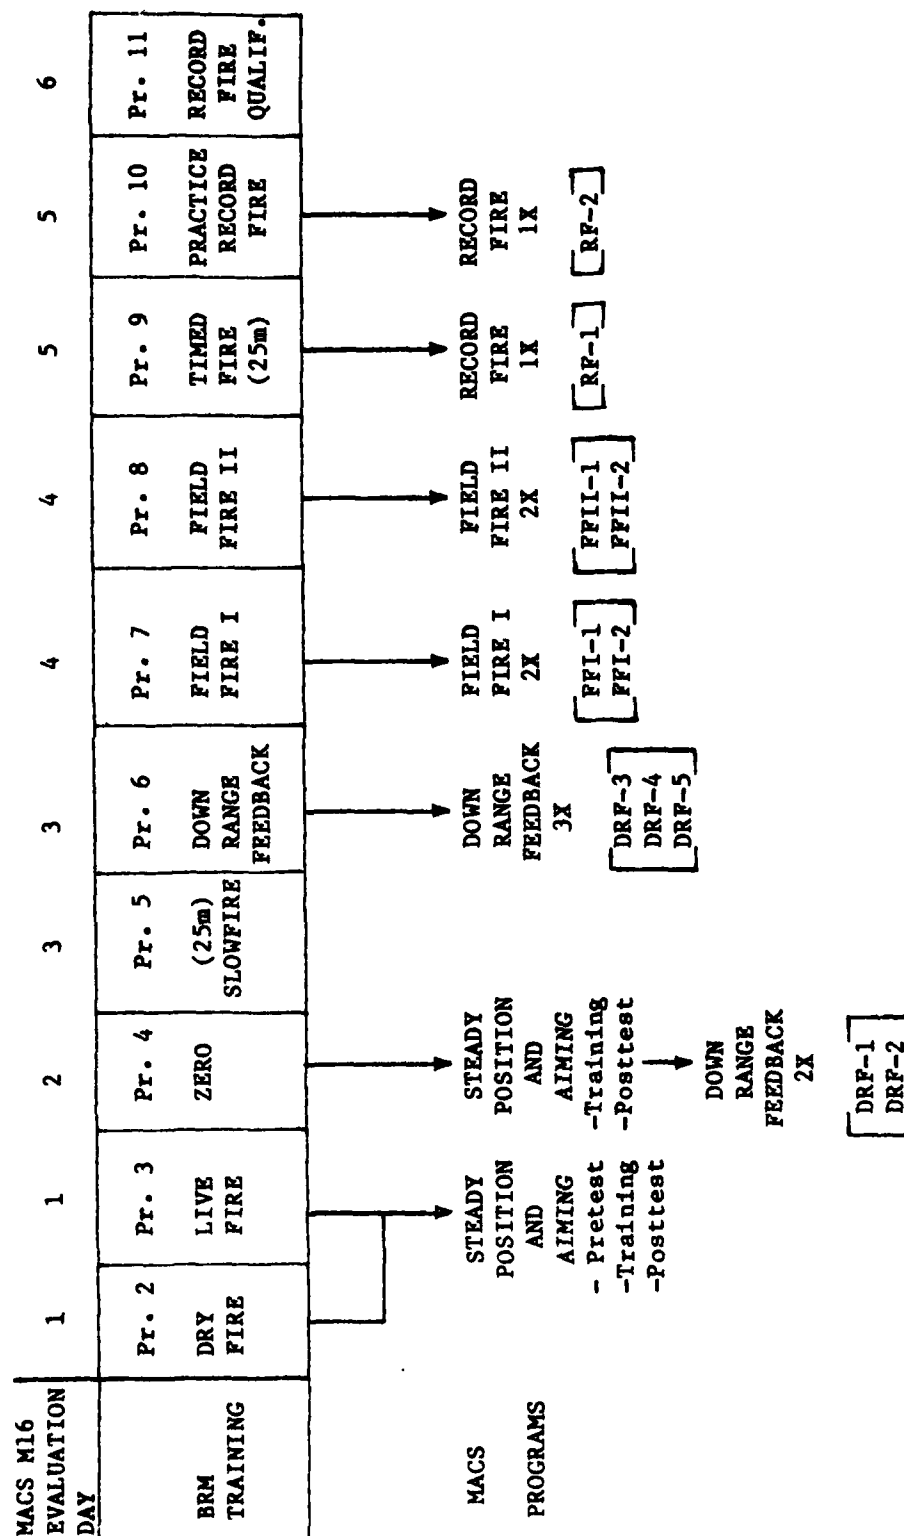 MACS M16
EVALUATION
DAY
1
1
2
3
3
4
4
5
5
6
BRM
TRAINING
Pr. 2
DRY
FIRE
Pr. 3
LIVE
FIRE
Pr. 4
ZERO
Pr. 5
(25m)
SLOWFIRE
Pr. 6
DOWN
RANGE
FEEDBACK
Pr. 7
FIELD
FIRE I
Pr. 8
FIELD
FIRE II
Pr. 9
TIMED
FIRE
(25m)
Pr. 10
PRACTICE
RECORD
FIRE
Pr. 11
RECORD
FIRE
QUALIF.
MACS
PROGRAMS
STEADY
POSITION
AND
AIMING
- Pretest
-Training
-Posttest
STEADY
POSITION
AND
AIMING
-Training
-Posttest
DOWN
RANGE
FEEDBACK
2X
DRF-1
DRF-2
DOWN
RANGE
FEEDBACK
3X
DRF-3
DRF-4
DRF-5
FIELD
FIRE I
2X
FFI-1
FFI-2
FIELD
FIRE II
2X
FFII-1
FFII-2
RECORD
FIRE
1X
RF-1
RECORD
FIRE
1X
RF-2